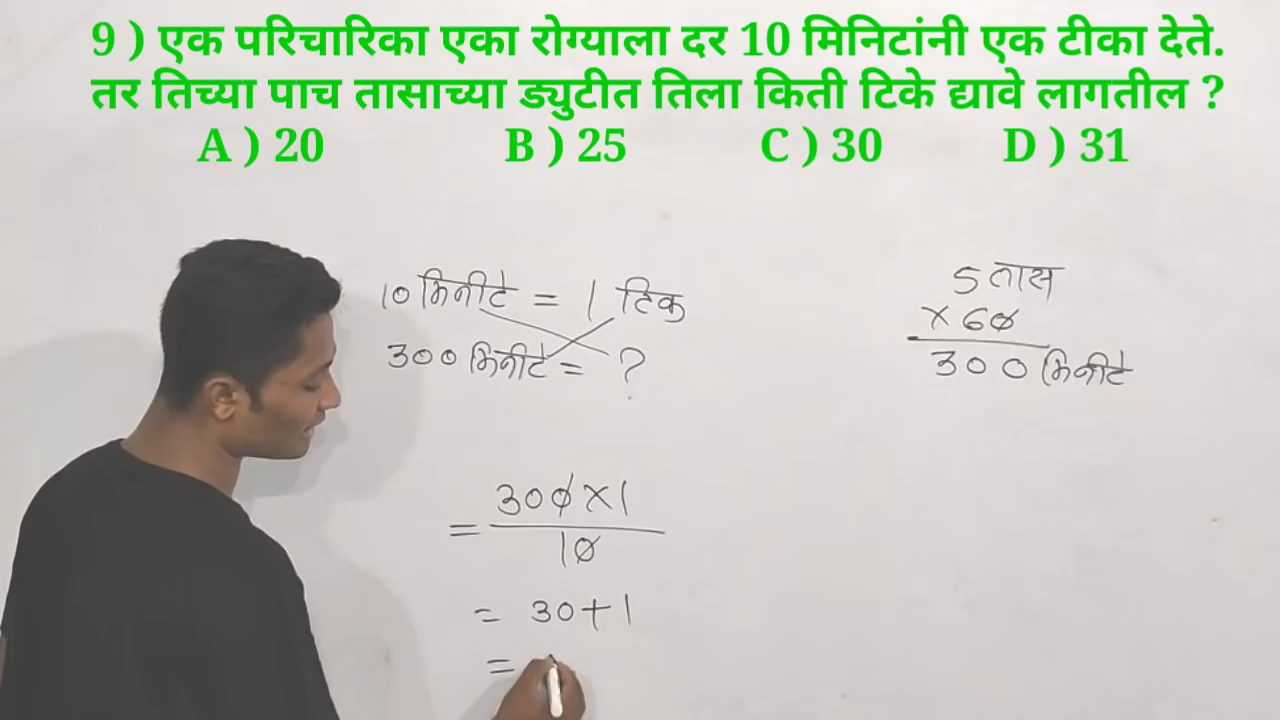 9 ) एक परिचारिका एका रोग्याला दर 10 मिनिटांनी एक टीका देते.
तर तिच्या पाच तासाच्या ड्युटीत तिला किती टिके द्यावे लागतील ?
A ) 20 B ) 25 C ) 30 D ) 31
10 मिनीटे = 1 टिक
300 मिनीटे = ?
5 तास
× 60
300 मिनीटे
= 300 × 1
10
= 30 + 1
=